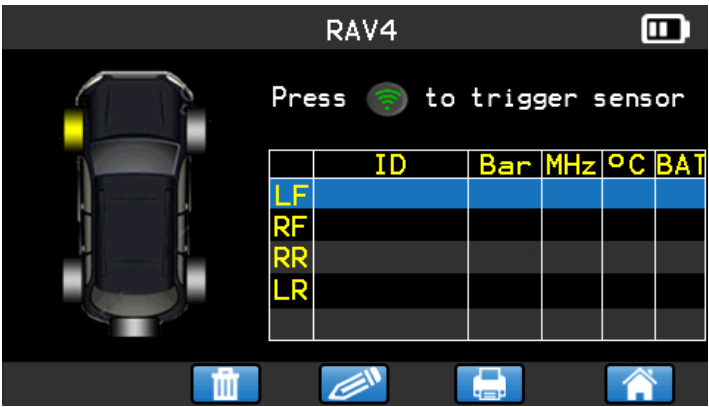 RAV4
Press to trigger sensor
ID Bar MHz °C BAT
LF
RF
RR
LR